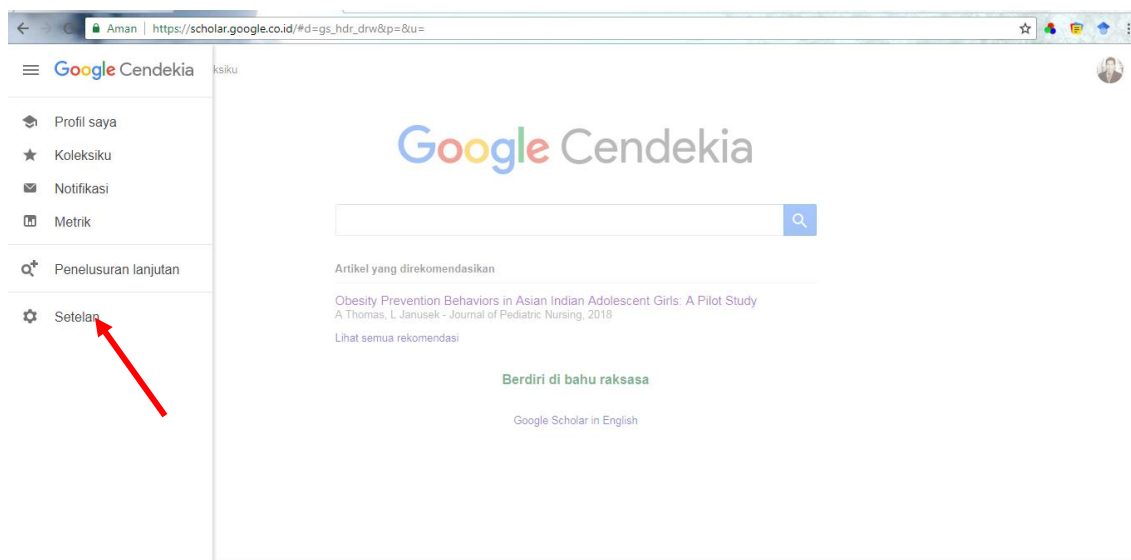 Aman | https://scholar.google.co.id/#d=gs_hdr_drw&p=&u=
Google Cendekia
ksiku
Profil saya
Koleksiku
Notifikasi
Metrik
Penelusuran lanjutan
Setelan
Google Cendekia
Artikel yang direkomendasikan
Obesity Prevention Behaviors in Asian Indian Adolescent Girls: A Pilot Study
A Thomas, L Janusek - Journal of Pediatric Nursing, 2018
Lihat semua rekomendasi
Berdiri di bahu raksasa
Google Scholar in English